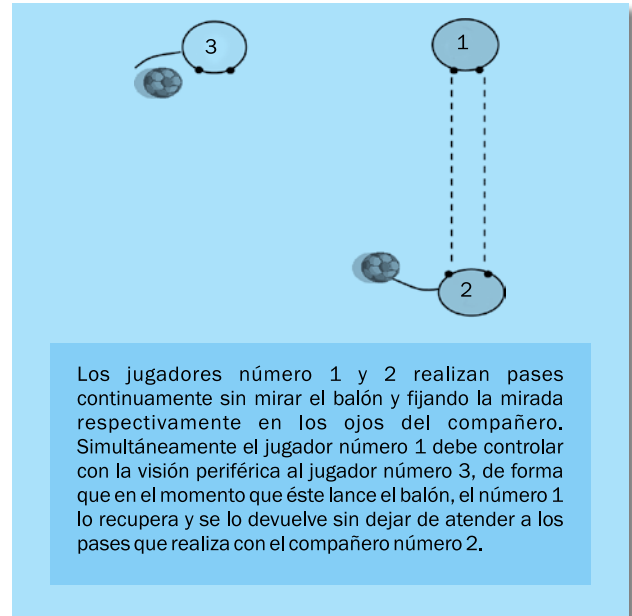 3
1
2
Los jugadores número 1 y 2 realizan pases
continuamente sin mirar el balón y fijando la mirada
respectivamente en los ojos del compañero.
Simultáneamente el jugador número 1 debe controlar
con la visión periférica al jugador número 3, de forma
que en el momento que éste lance el balón, el número 1
lo recupera y se lo devuelve sin dejar de atender a los
pases que realiza con el compañero número 2.